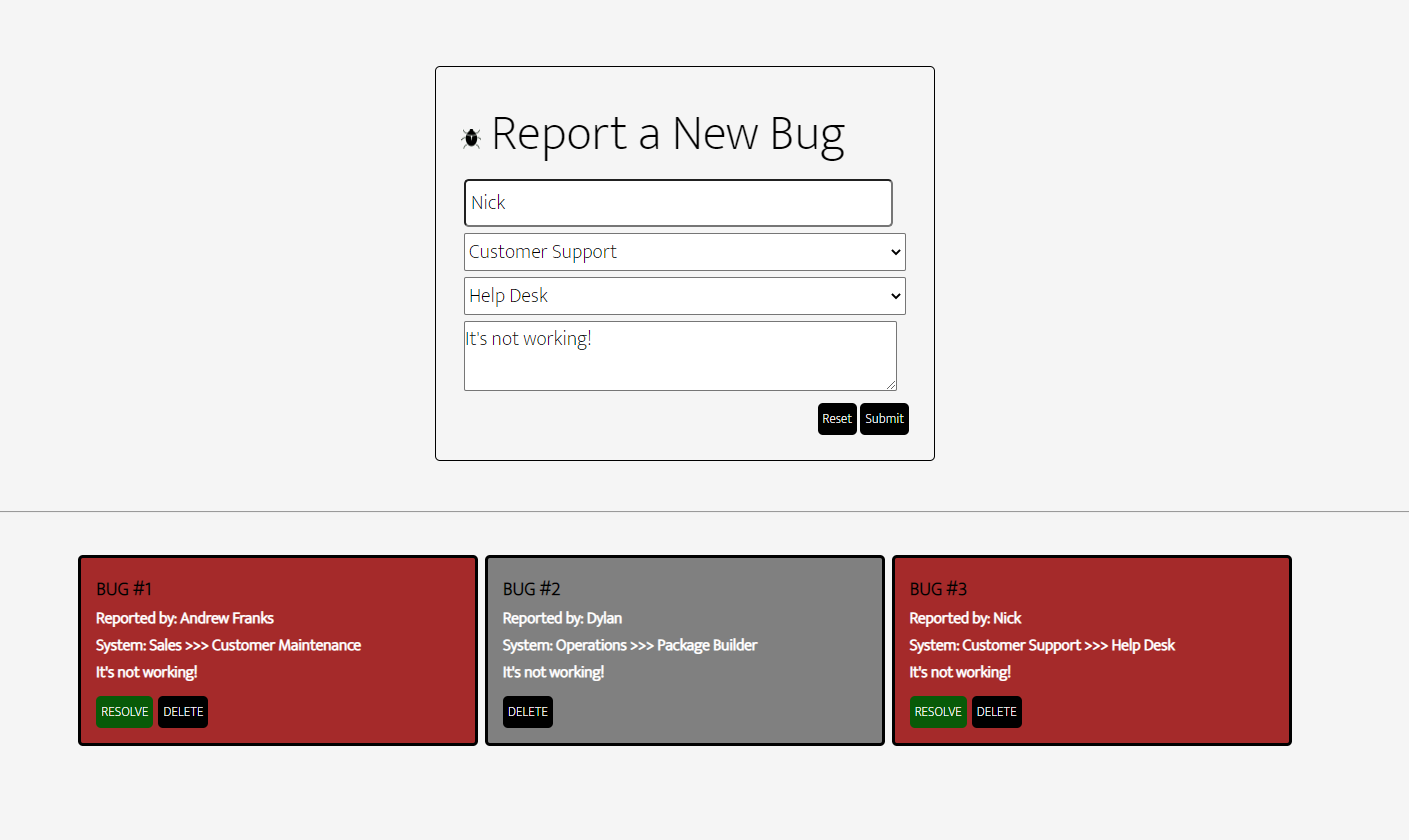 Report a New Bug
Nick
Customer Support
Help Desk
It's not working!
Reset Submit
BUG #1
Reported by: Andrew Franks
System: Sales >>> Customer Maintenance
It's not working!
RESOLVE DELETE
BUG #2
Reported by: Dylan
System: Operations >>> Package Builder
It's not working!
DELETE
BUG #3
Reported by: Nick
System: Customer Support >>> Help Desk
It's not working!
RESOLVE DELETE